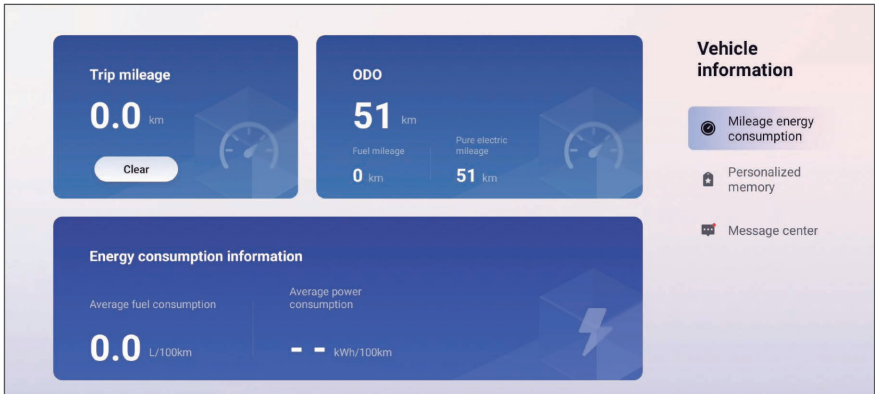 Trip mileage
0.0 km
Clear
ODO
51 km
Fuel mileage
0 km
Pure electric
mileage
51 km
Energy consumption information
Average fuel consumption
0.0 L/100km
Average power
consumption
– – kWh/100km
Vehicle
information
Mileage energy
consumption
Personalized
memory
Message center